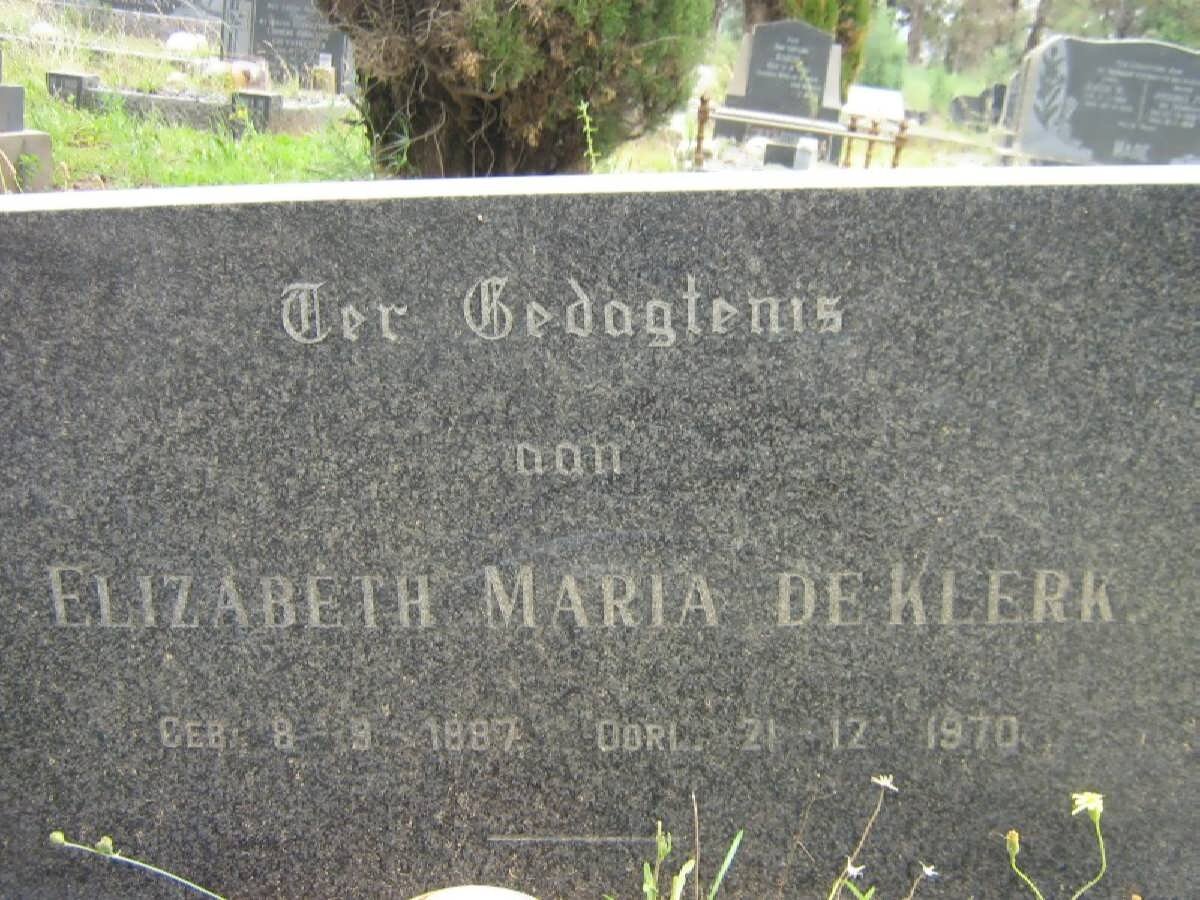 Ter Gedagtenis
aan
ELIZABETH MARIA DE KLERK.
GEB. 8 - 9 - 1887. OORL. 21 - 12 - 1970.